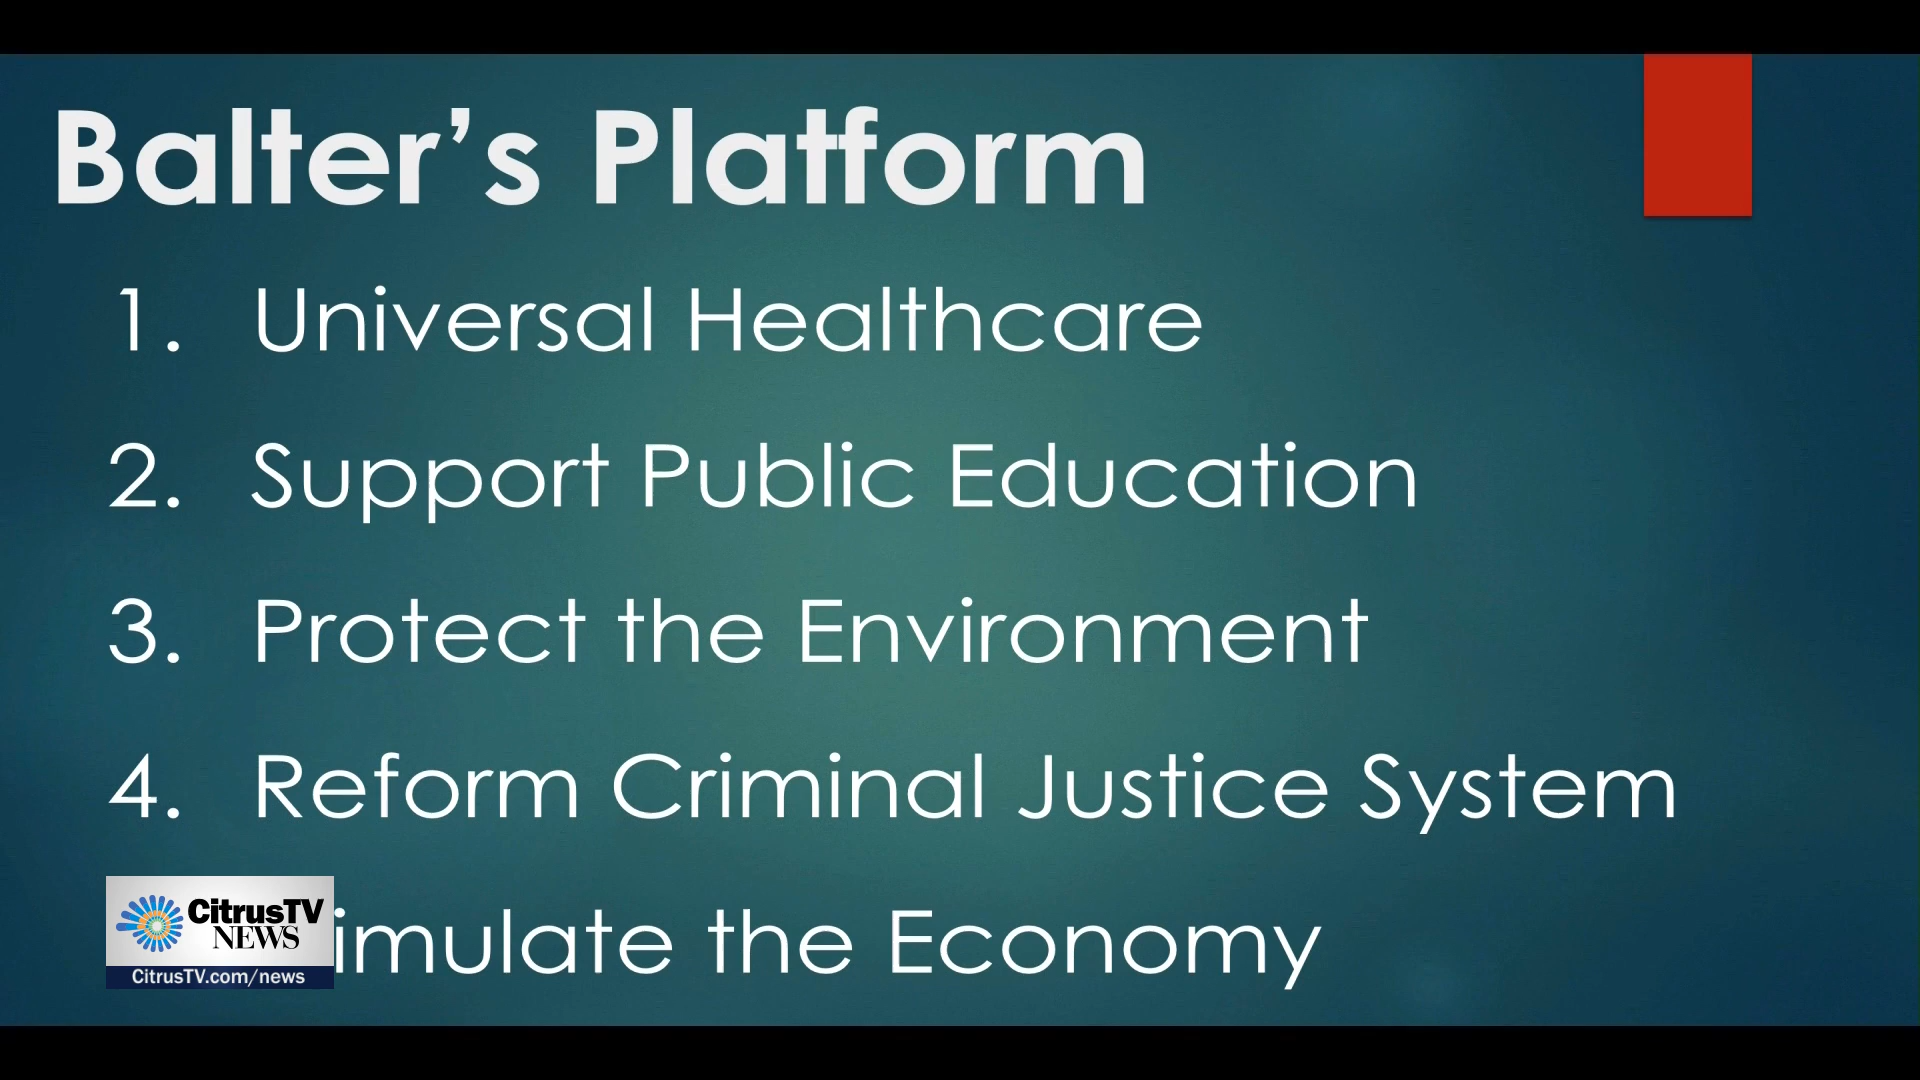 Balter’s Platform
1. Universal Healthcare
2. Support Public Education
3. Protect the Environment
4. Reform Criminal Justice System
imulate the Economy
CitrusTV
NEWS
CitrusTV.com/news